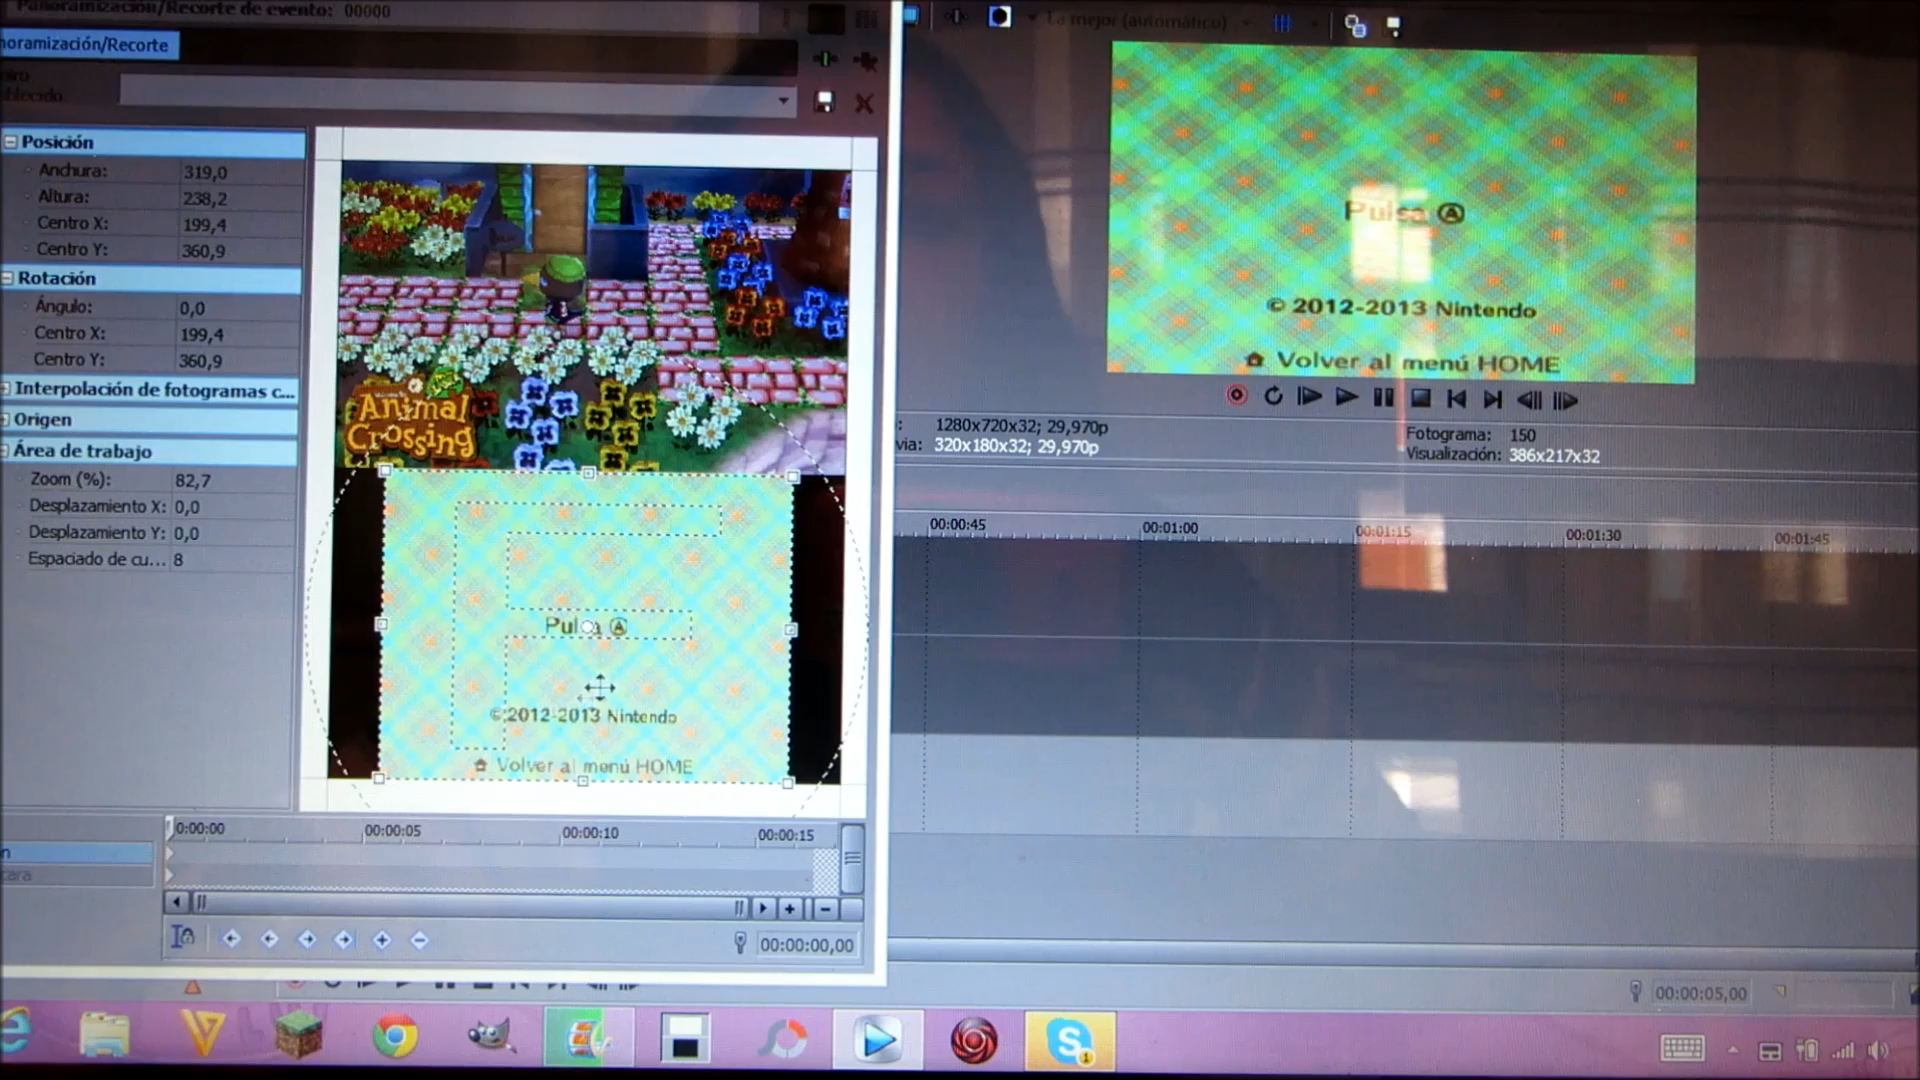 Panoramización/Recorte de evento: 00000
noramización/Recorte
Posición
Anchura: 319,0
Altura: 238,2
Centro X: 199,4
Centro Y: 360,9
Rotación
Ángulo: 0,0
Centro X: 199,4
Centro Y: 360,9
Interpolación de fotogramas c...
Origen
Área de trabajo
Zoom (%): 82,7
Desplazamiento X: 0,0
Desplazamiento Y: 0,0
Espaciado de cu... 8
Animal
Crossing
Pulsa Ⓐ
© 2012-2013 Nintendo
Volver al menú HOME
0:00:00 00:00:05 00:00:10 00:00:15
00:00:00,00
La mejor (automático)
Pulsa Ⓐ
© 2012-2013 Nintendo
Volver al menú HOME
1280x720x32; 29,970p
via: 320x180x32; 29,970p
Fotograma: 150
Visualización: 386x217x32
00:00:45 00:01:00 00:01:15 00:01:30 00:01:45
00:00:05,00
S
1